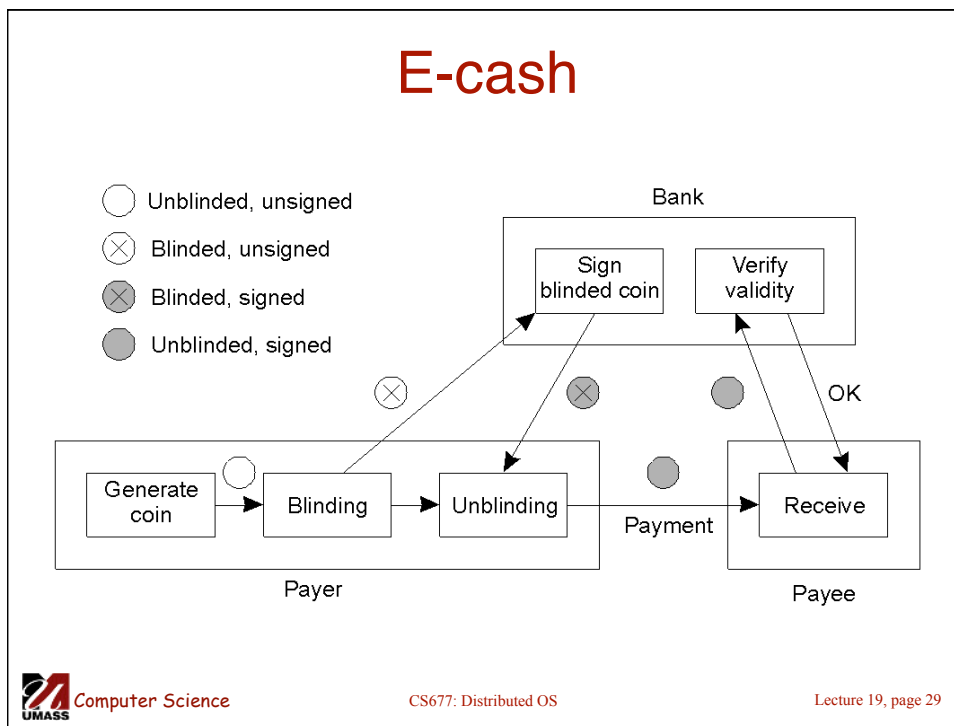 E-cash
Unblinded, unsigned
Blinded, unsigned
Blinded, signed
Unblinded, signed
Bank
Sign
blinded coin
Verify
validity
OK
Generate
coin
Blinding
Unblinding
Payment
Receive
Payer
Payee
UMASS
Computer Science
CS677: Distributed OS
Lecture 19, page 29